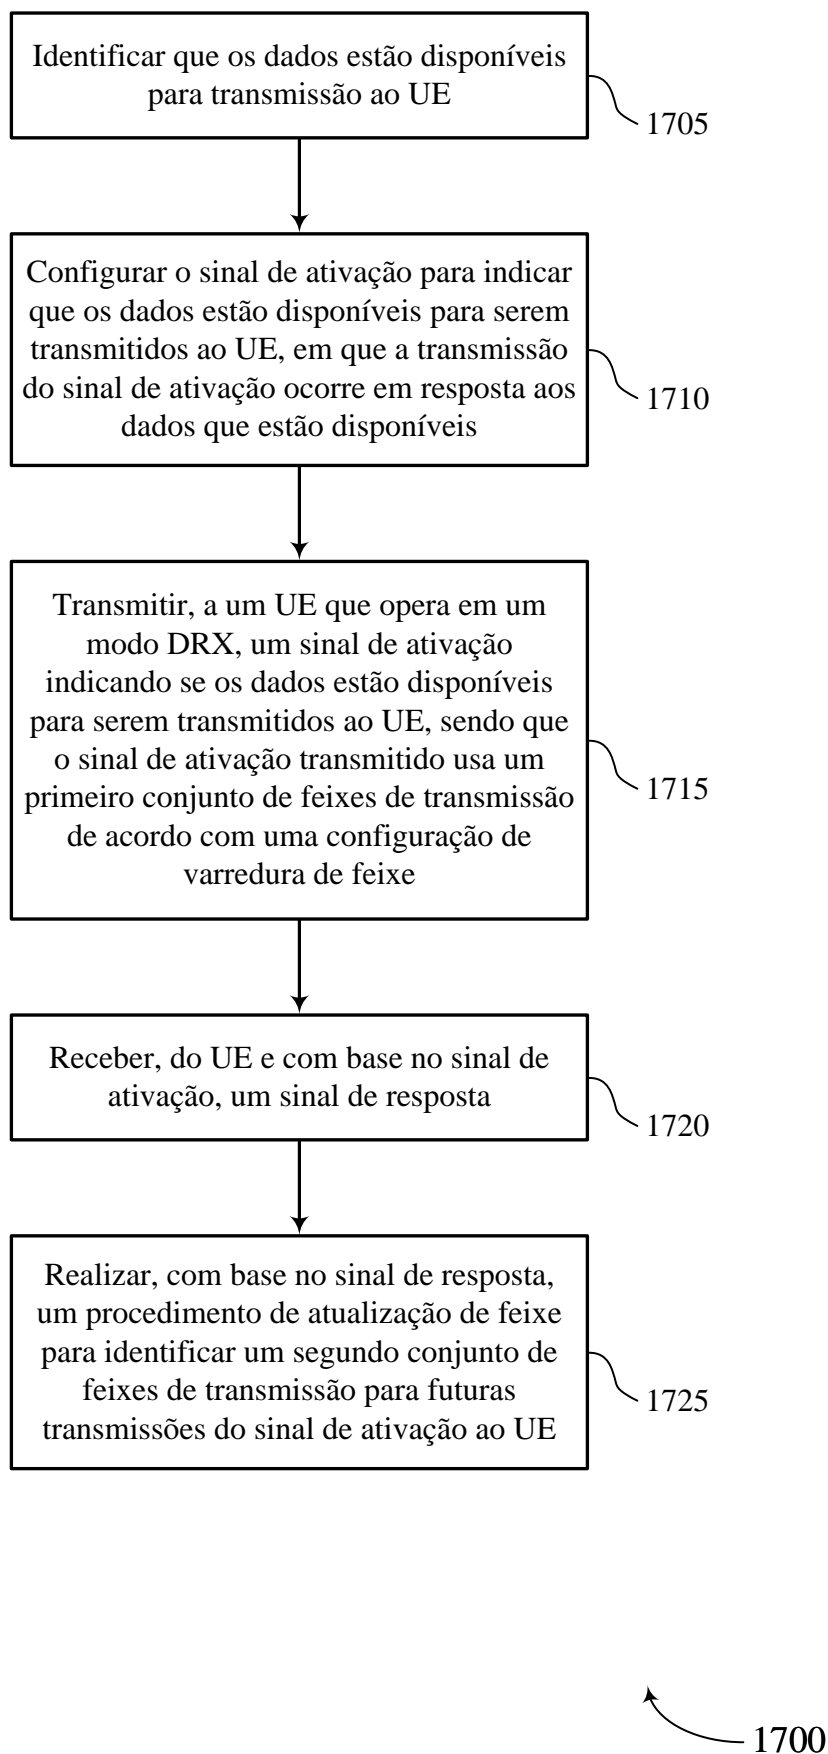 Identificar que os dados estão disponíveis
para transmissão ao UE
1705
Configurar o sinal de ativação para indicar
que os dados estão disponíveis para serem
transmitidos ao UE, em que a transmissão
do sinal de ativação ocorre em resposta aos
dados que estão disponíveis
1710
Transmitir, a um UE que opera em um
modo DRX, um sinal de ativação
indicando se os dados estão disponíveis
para serem transmitidos ao UE, sendo que
o sinal de ativação transmitido usa um
primeiro conjunto de feixes de transmissão
de acordo com uma configuração de
varredura de feixe
1715
Receber, do UE e com base no sinal de
ativação, um sinal de resposta
1720
Realizar, com base no sinal de resposta,
um procedimento de atualização de feixe
para identificar um segundo conjunto de
feixes de transmissão para futuras
transmissões do sinal de ativação ao UE
1725
1700